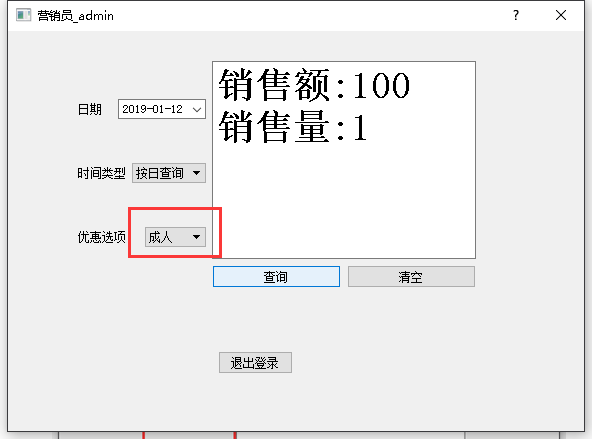 营销员_admin
销售额:100
销售量:1
日期
2019-01-12
时间类型
按日查询
优惠选项
成人
查询
清空
退出登录